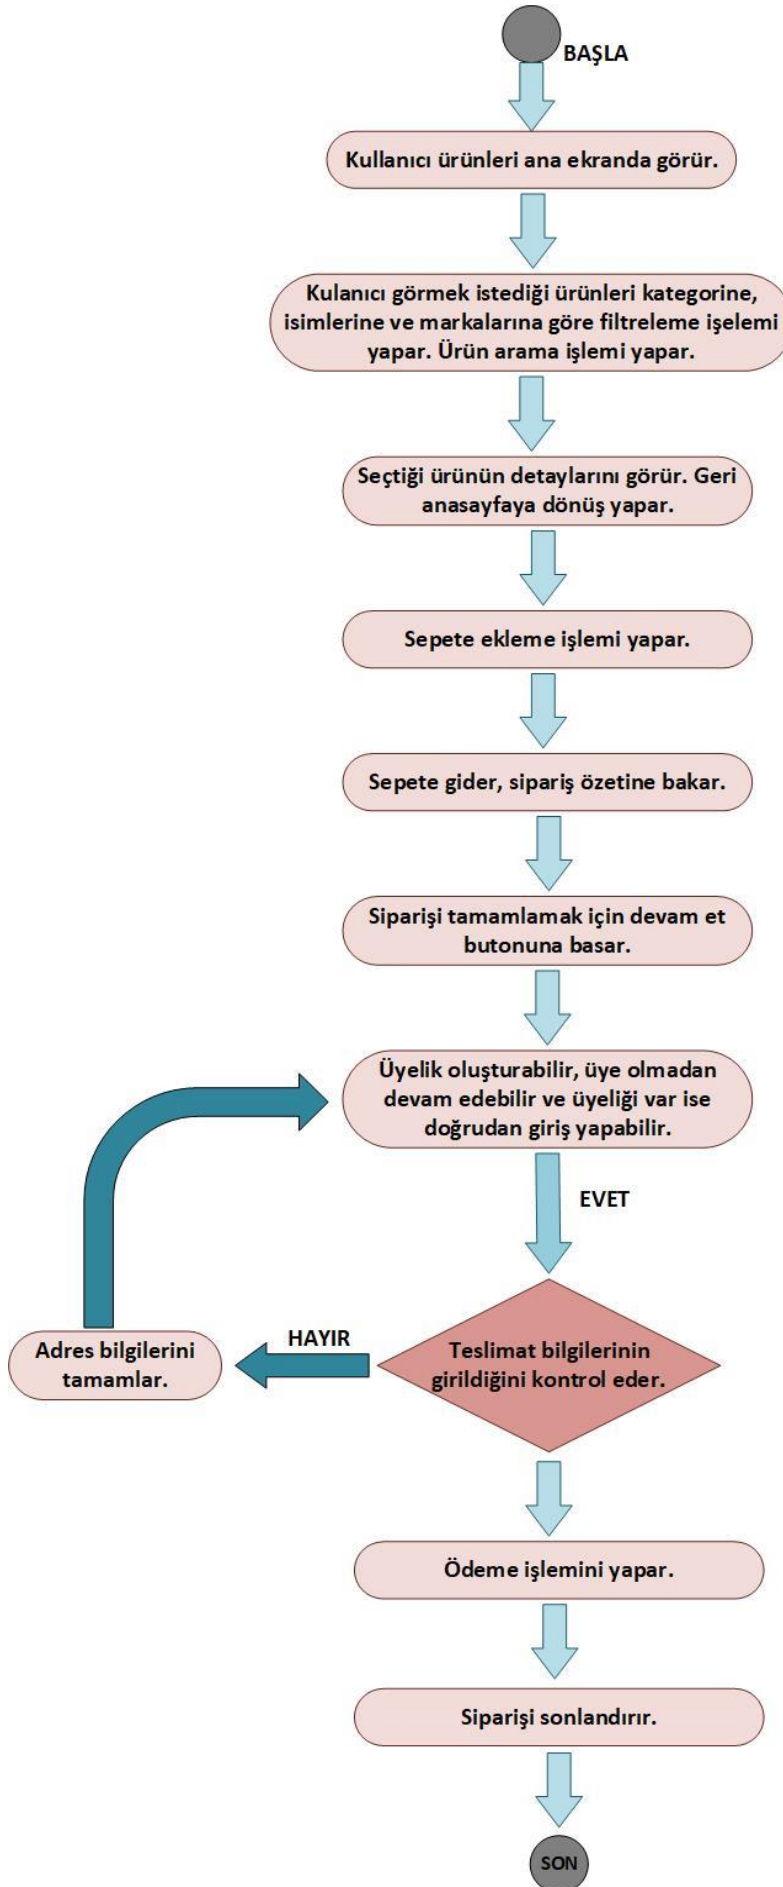 BAŞLA
Kullanıcı ürünleri ana ekranda görür.
Kulanıcı görmek istediği ürünleri kategorine,
isimlerine ve markalarına göre filtreleme işelemi
yapar. Ürün arama işlemi yapar.
Seçtiği ürünün detaylarını görür. Geri
anasayfaya dönüş yapar.
Sepete ekleme işlemi yapar.
Sepete gider, sipariş özetine bakar.
Siparişi tamamlamak için devam et
butonuna basar.
Üyelik oluşturabilir, üye olmadan
devam edebilir ve üyeliği var ise
doğrudan giriş yapabilir.
EVET
Teslimat bilgilerinin
girildiğini kontrol eder.
HAYIR
Adres bilgilerini
tamamlar.
Ödeme işlemini yapar.
Siparişi sonlandırır.
SON